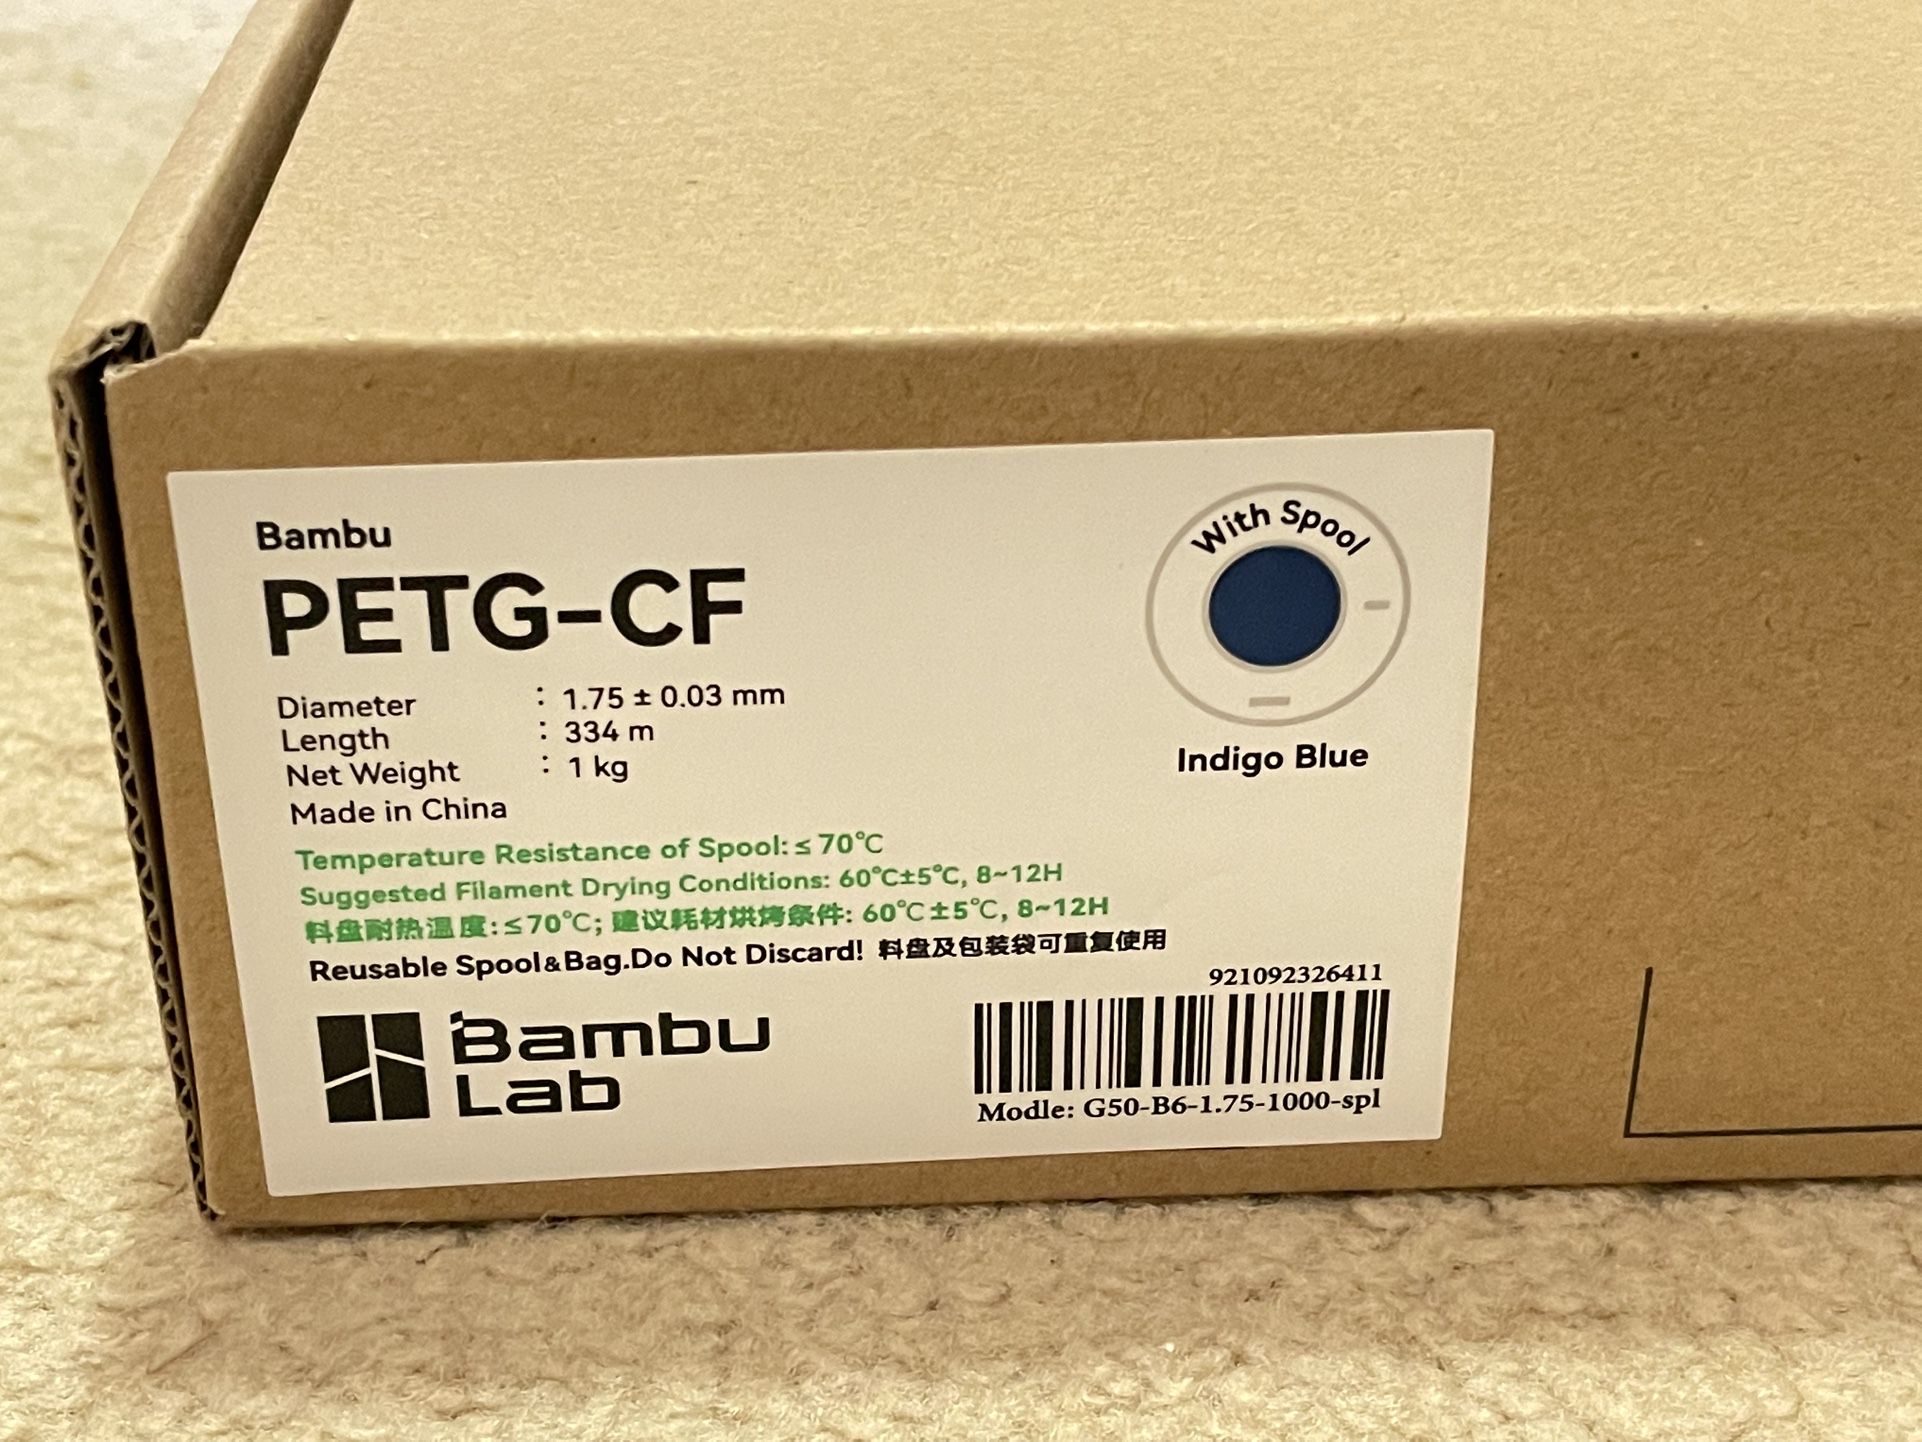 Bambu
PETG-CF
Diameter : 1.75 ± 0.03 mm
Length : 334 m
Net Weight : 1 kg
Made in China
Temperature Resistance of Spool: ≤ 70℃
Suggested Filament Drying Conditions: 60℃±5℃, 8~12H
料盘耐热温度: ≤70℃; 建议耗材烘烤条件: 60℃±5℃, 8~12H
Reusable Spool&Bag.Do Not Discard! 料盘及包装袋可重复使用
With Spool
Indigo Blue
Bambu
Lab
921092326411
Modle: G50-B6-1.75-1000-spl